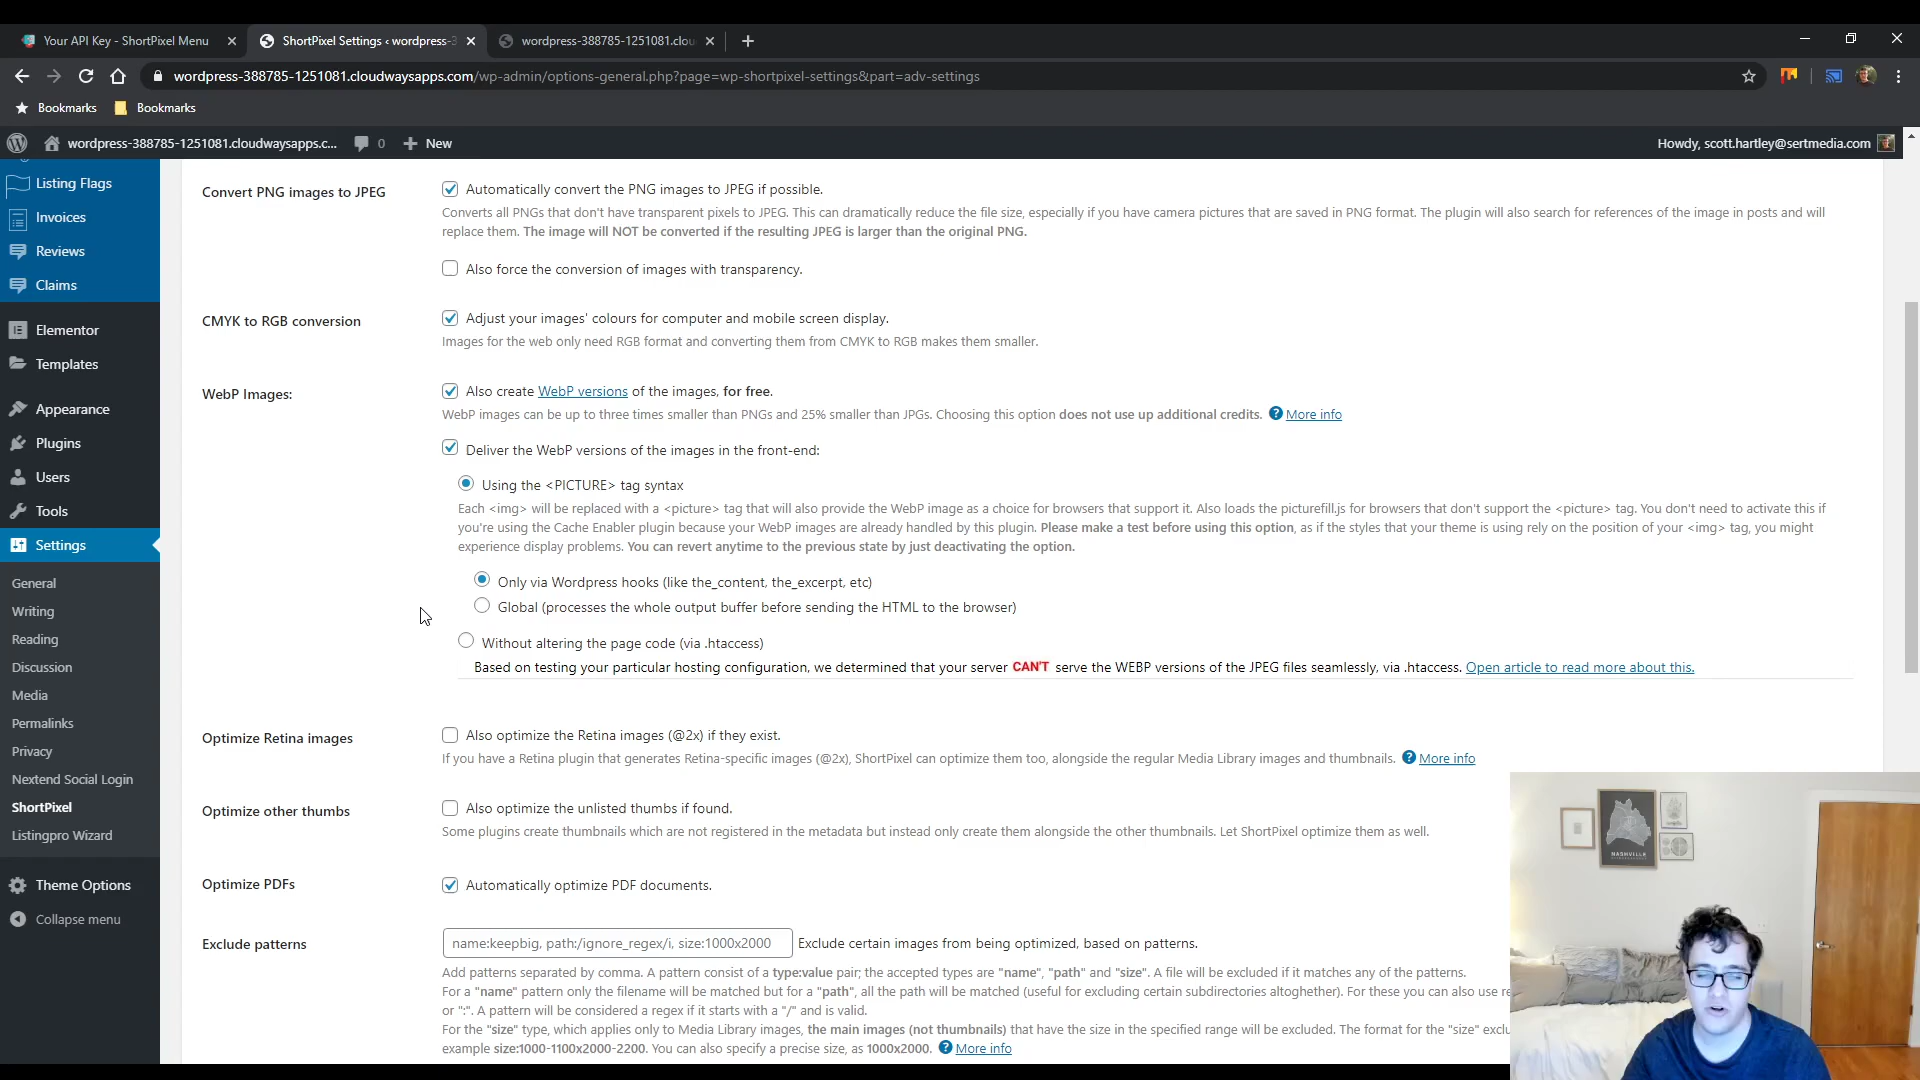 Your API Key - ShortPixel Menu
ShortPixel Settings ‹ wordpress-3
wordpress-388785-1251081.clou
wordpress-388785-1251081.cloudwaysapps.com/wp-admin/options-general.php?page=wp-shortpixel-settings&part=adv-settings
Bookmarks
Bookmarks
wordpress-388785-1251081.cloudwaysapps.c...
0
New
Howdy, scott.hartley@sertmedia.com
Listing Flags
Invoices
Reviews
Claims
Elementor
Templates
Appearance
Plugins
Users
Tools
Settings
General
Writing
Reading
Discussion
Media
Permalinks
Privacy
Nextend Social Login
ShortPixel
Listingpro Wizard
Theme Options
Collapse menu
Convert PNG images to JPEG
Automatically convert the PNG images to JPEG if possible.
Converts all PNGs that don't have transparent pixels to JPEG. This can dramatically reduce the file size, especially if you have camera pictures that are saved in PNG format. The plugin will also search for references of the image in posts and will
replace them. The image will NOT be converted if the resulting JPEG is larger than the original PNG.
Also force the conversion of images with transparency.
CMYK to RGB conversion
Adjust your images' colours for computer and mobile screen display.
Images for the web only need RGB format and converting them from CMYK to RGB makes them smaller.
WebP Images:
Also create WebP versions of the images, for free.
WebP images can be up to three times smaller than PNGs and 25% smaller than JPGs. Choosing this option does not use up additional credits. ? More info
Deliver the WebP versions of the images in the front-end:
Using the <PICTURE> tag syntax
Each <img> will be replaced with a <picture> tag that will also provide the WebP image as a choice for browsers that support it. Also loads the picturefill.js for browsers that don't support the <picture> tag. You don't need to activate this if
you're using the Cache Enabler plugin because your WebP images are already handled by this plugin. Please make a test before using this option, as if the styles that your theme is using rely on the position of your <img> tag, you might
experience display problems. You can revert anytime to the previous state by just deactivating the option.
Only via Wordpress hooks (like the_content, the_excerpt, etc)
Global (processes the whole output buffer before sending the HTML to the browser)
Without altering the page code (via .htaccess)
Based on testing your particular hosting configuration, we determined that your server CAN'T serve the WEBP versions of the JPEG files seamlessly, via .htaccess. Open article to read more about this.
Optimize Retina images
Also optimize the Retina images (@2x) if they exist.
If you have a Retina plugin that generates Retina-specific images (@2x), ShortPixel can optimize them too, alongside the regular Media Library images and thumbnails. ? More info
Optimize other thumbs
Also optimize the unlisted thumbs if found.
Some plugins create thumbnails which are not registered in the metadata but instead only create them alongside the other thumbnails. Let ShortPixel optimize them as well.
Optimize PDFs
Automatically optimize PDF documents.
Exclude patterns
name:keepbig, path:/ignore_regex/i, size:1000x2000 Exclude certain images from being optimized, based on patterns.
Add patterns separated by comma. A pattern consist of a type:value pair; the accepted types are "name", "path" and "size". A file will be excluded if it matches any of the patterns.
For a "name" pattern only the filename will be matched but for a "path", all the path will be matched (useful for excluding certain subdirectories altoghether). For these you can also use re
or ":". A pattern will be considered a regex if it starts with a "/" and is valid.
For the "size" type, which applies only to Media Library images, the main images (not thumbnails) that have the size in the specified range will be excluded. The format for the "size" exclu
example size:1000-1100x2000-2200. You can also specify a precise size, as 1000x2000. ? More info
NASHVILLE